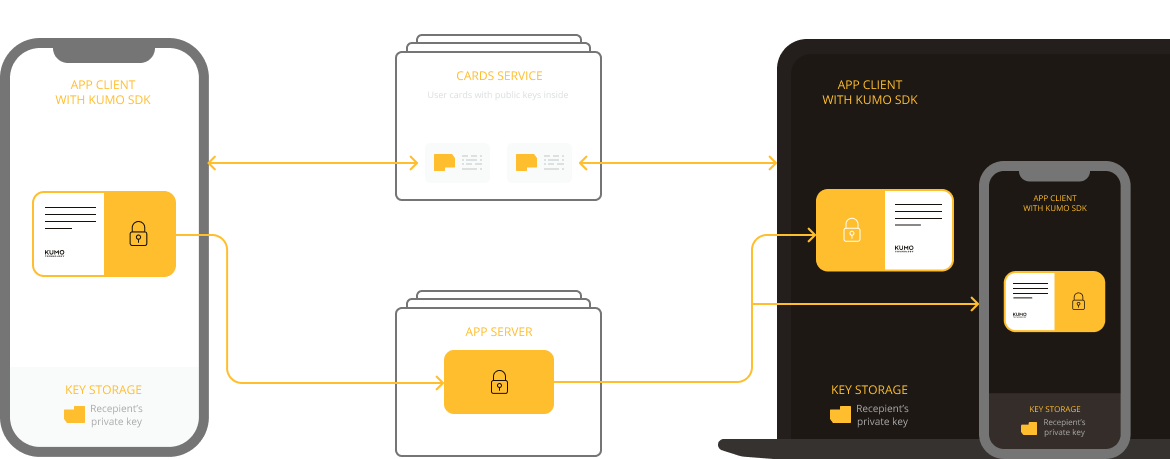 APP CLIENT
WITH KUMO SDK
KUMO
KEY STORAGE
Recepient's
private key
CARDS SERVICE
User cards with public keys inside
APP SERVER
APP CLIENT
WITH KUMO SDK
KUMO
KEY STORAGE
Recepient's
private key
APP CLIENT
WITH KUMO SDK
KUMO
KEY STORAGE
Recepient's
private key